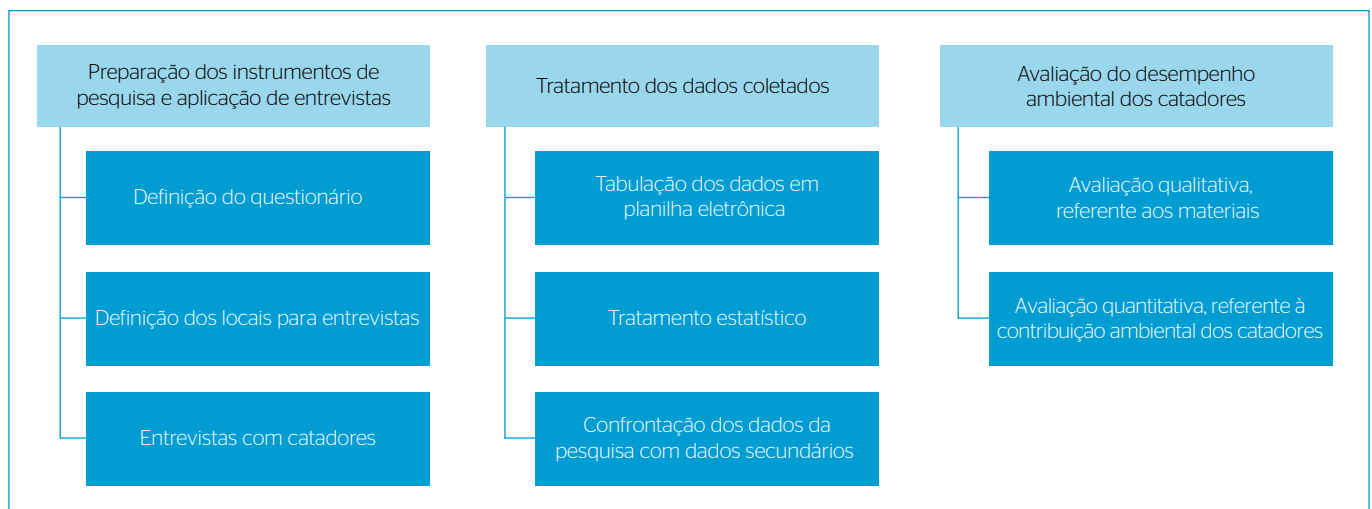 Preparação dos instrumentos de
pesquisa e aplicação de entrevistas
Definição do questionário
Definição dos locais para entrevistas
Entrevistas com catadores
Tratamento dos dados coletados
Tabulação dos dados em
planilha eletrônica
Tratamento estatístico
Confrontação dos dados da
pesquisa com dados secundários
Avaliação do desempenho
ambiental dos catadores
Avaliação qualitativa,
referente aos materiais
Avaliação quantitativa, referente à
contribuição ambiental dos catadores